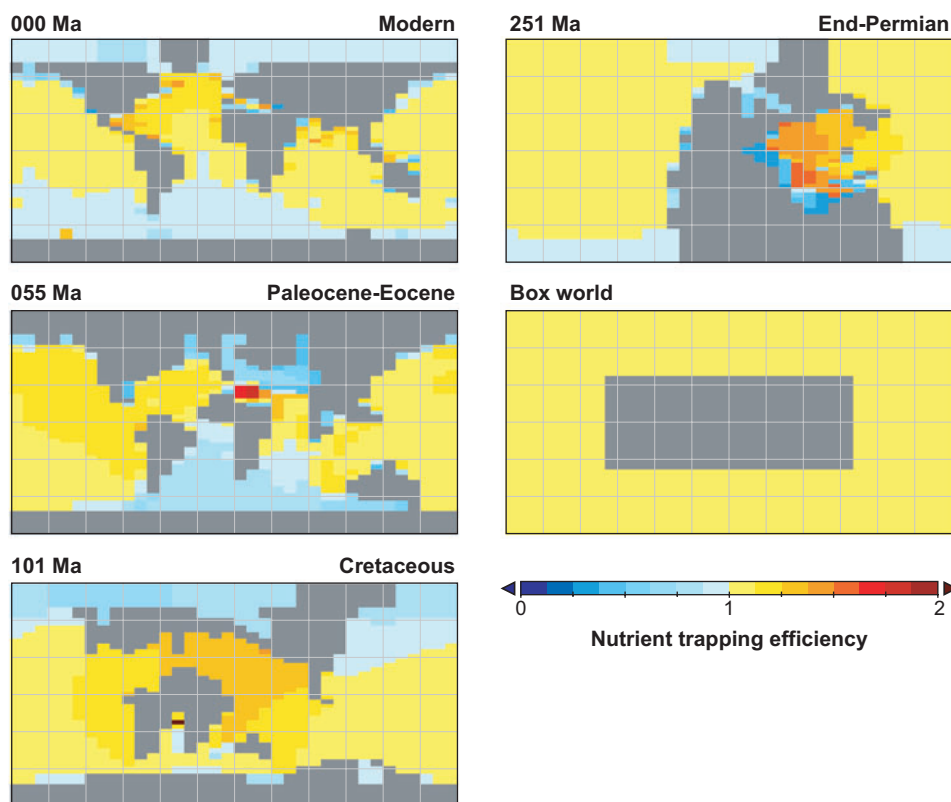 000 Ma Modern
251 Ma End-Permian
055 Ma Paleocene-Eocene
Box world
101 Ma Cretaceous
0 1 2
Nutrient trapping efficiency